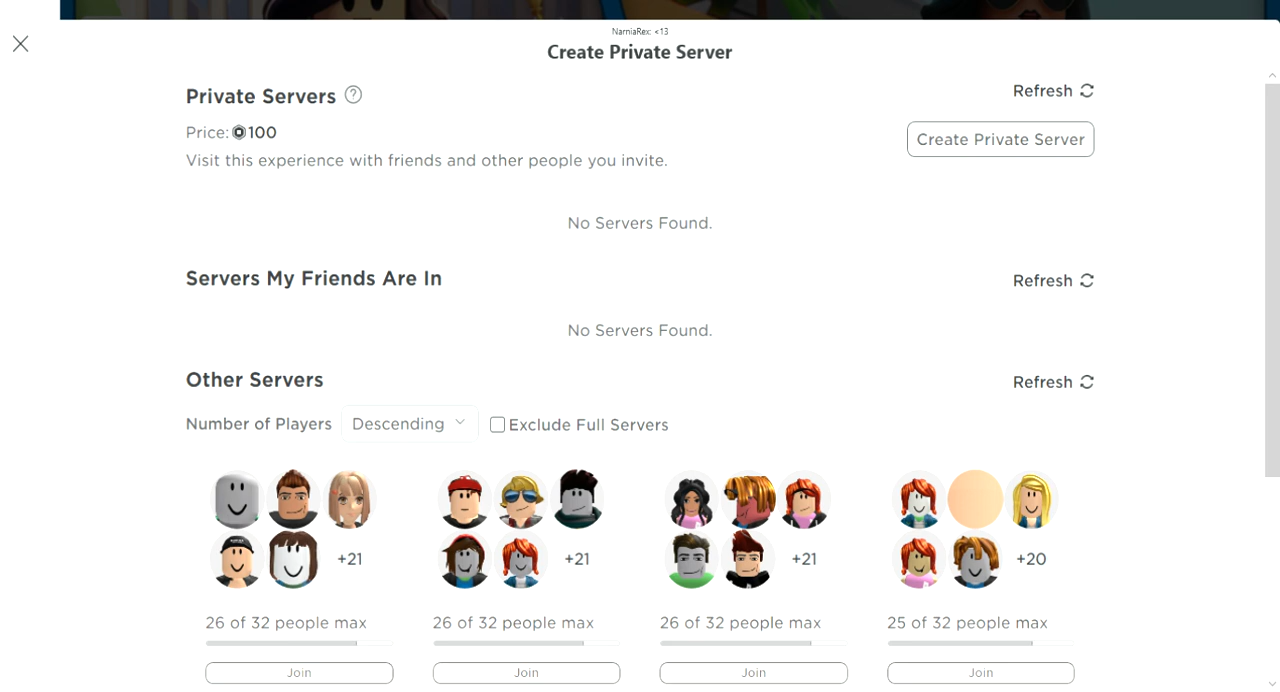 NarniaRex: <13
Create Private Server
Private Servers ?
Refresh
Price: 100
Create Private Server
Visit this experience with friends and other people you invite.
No Servers Found.
Servers My Friends Are In
Refresh
No Servers Found.
Other Servers
Refresh
Number of Players Descending Exclude Full Servers
+21 +21 +21 +20
26 of 32 people max 26 of 32 people max 26 of 32 people max 25 of 32 people max
Join Join Join Join